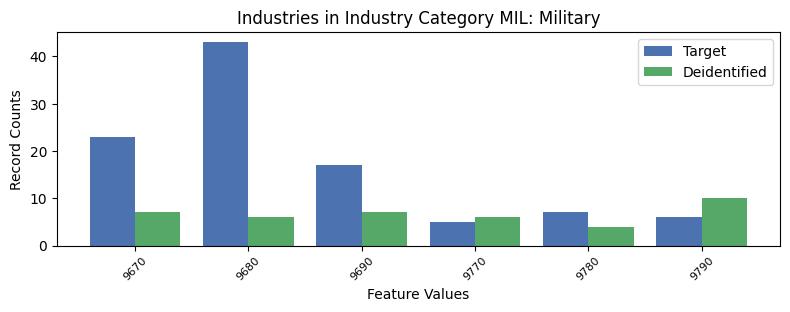 Industries in Industry Category MIL: Military
Target
Deidentified
Record Counts
40
30
20
10
0
9670 9680 9690 9770 9780 9790
Feature Values